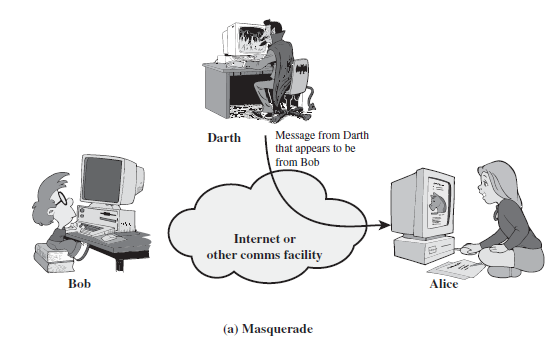 Darth
Message from Darth
that appears to be
from Bob
Internet or
other comms facility
Bob
Alice
(a) Masquerade